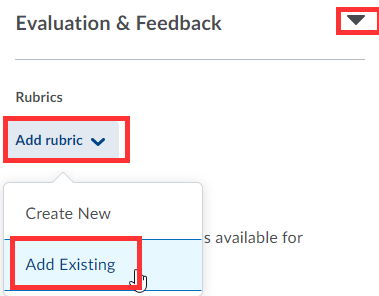 Evaluation & Feedback
Rubrics
Add rubric
Create New
s available for
Add Existing